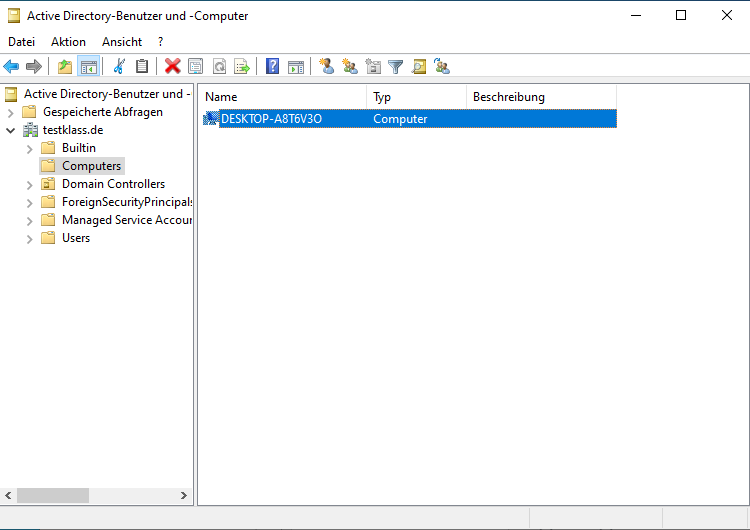 Active Directory-Benutzer und -Computer
Datei Aktion Ansicht ?
Active Directory-Benutzer und -
Gespeicherte Abfragen
testklass.de
Builtin
Computers
Domain Controllers
ForeignSecurityPrincipals
Managed Service Accour
Users
Name Typ Beschreibung
DESKTOP-A8T6V3O Computer